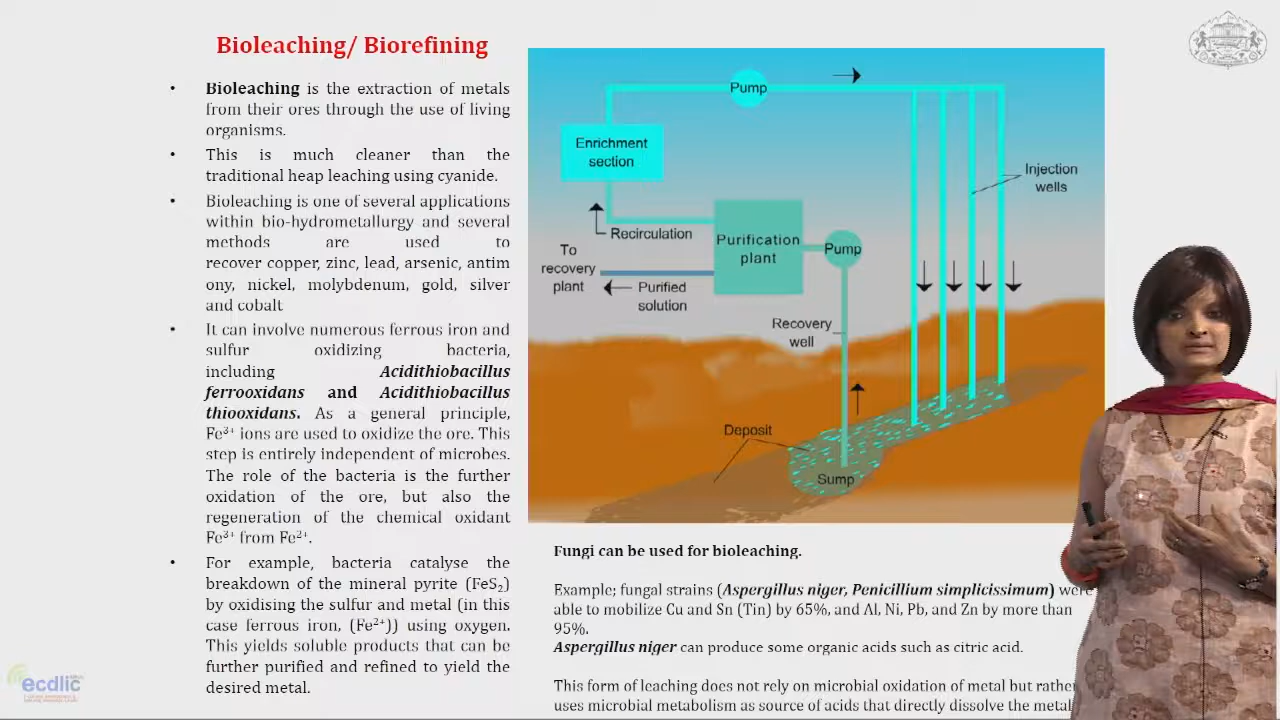 Bioleaching/ Biorefining
• Bioleaching is the extraction of metals
from their ores through the use of living
organisms.
• This is much cleaner than the
traditional heap leaching using cyanide.
• Bioleaching is one of several applications
within bio-hydrometallurgy and several
methods are used to
recover copper, zinc, lead, arsenic, antim
ony, nickel, molybdenum, gold, silver
and cobalt
• It can involve numerous ferrous iron and
sulfur oxidizing bacteria,
including Acidithiobacillus
ferrooxidans and Acidithiobacillus
thiooxidans. As a general principle,
Fe³⁺ ions are used to oxidize the ore. This
step is entirely independent of microbes.
The role of the bacteria is the further
oxidation of the ore, but also the
regeneration of the chemical oxidant
Fe³⁺ from Fe²⁺.
• For example, bacteria catalyse the
breakdown of the mineral pyrite (FeS₂)
by oxidising the sulfur and metal (in this
case ferrous iron, (Fe²⁺)) using oxygen.
This yields soluble products that can be
further purified and refined to yield the
desired metal.
Pump
Enrichment
section
Injection
wells
Recirculation
Purification
plant
Pump
To
recovery
plant
Purified
solution
Recovery
well
Deposit
Sump
Fungi can be used for bioleaching.
Example; fungal strains (Aspergillus niger, Penicillium simplicissimum) were
able to mobilize Cu and Sn (Tin) by 65%, and Al, Ni, Pb, and Zn by more than
95%.
Aspergillus niger can produce some organic acids such as citric acid.
This form of leaching does not rely on microbial oxidation of metal but rather
uses microbial metabolism as source of acids that directly dissolve the metal
ecdlic